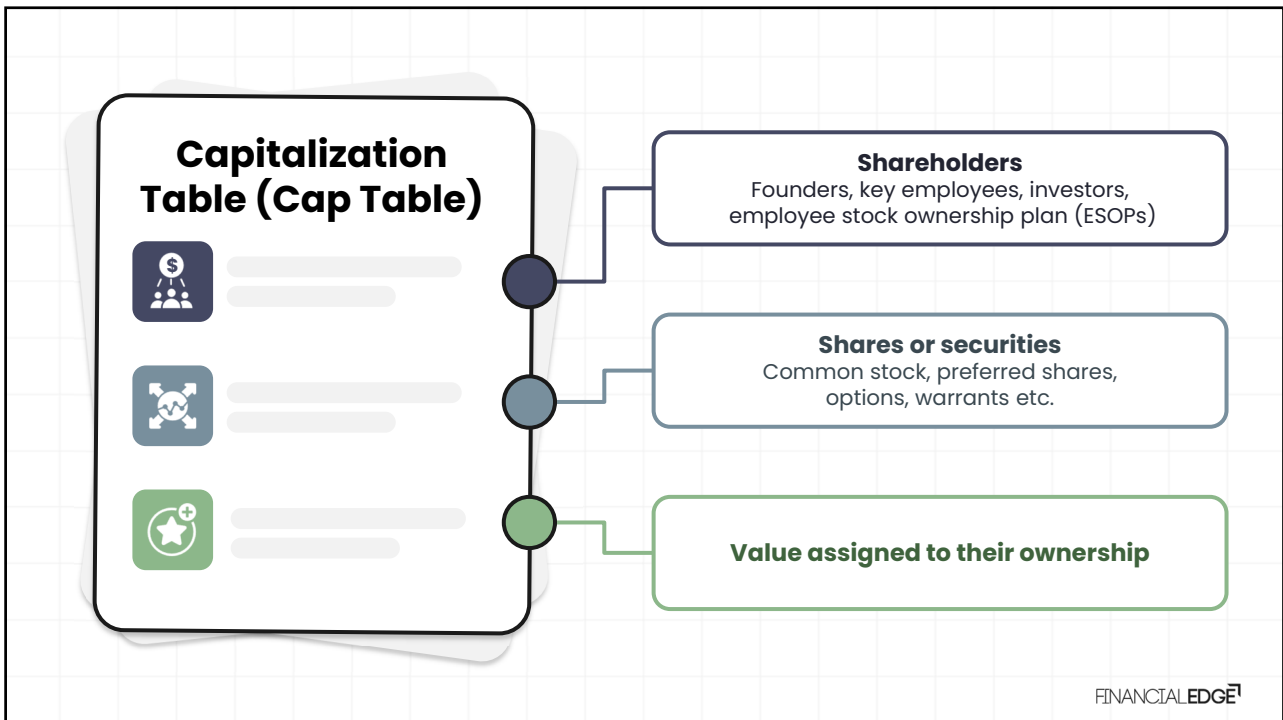 Capitalization
Table (Cap Table)
$
Shareholders
Founders, key employees, investors,
employee stock ownership plan (ESOPs)
Shares or securities
Common stock, preferred shares,
options, warrants etc.
Value assigned to their ownership
FINANCIALEDGE